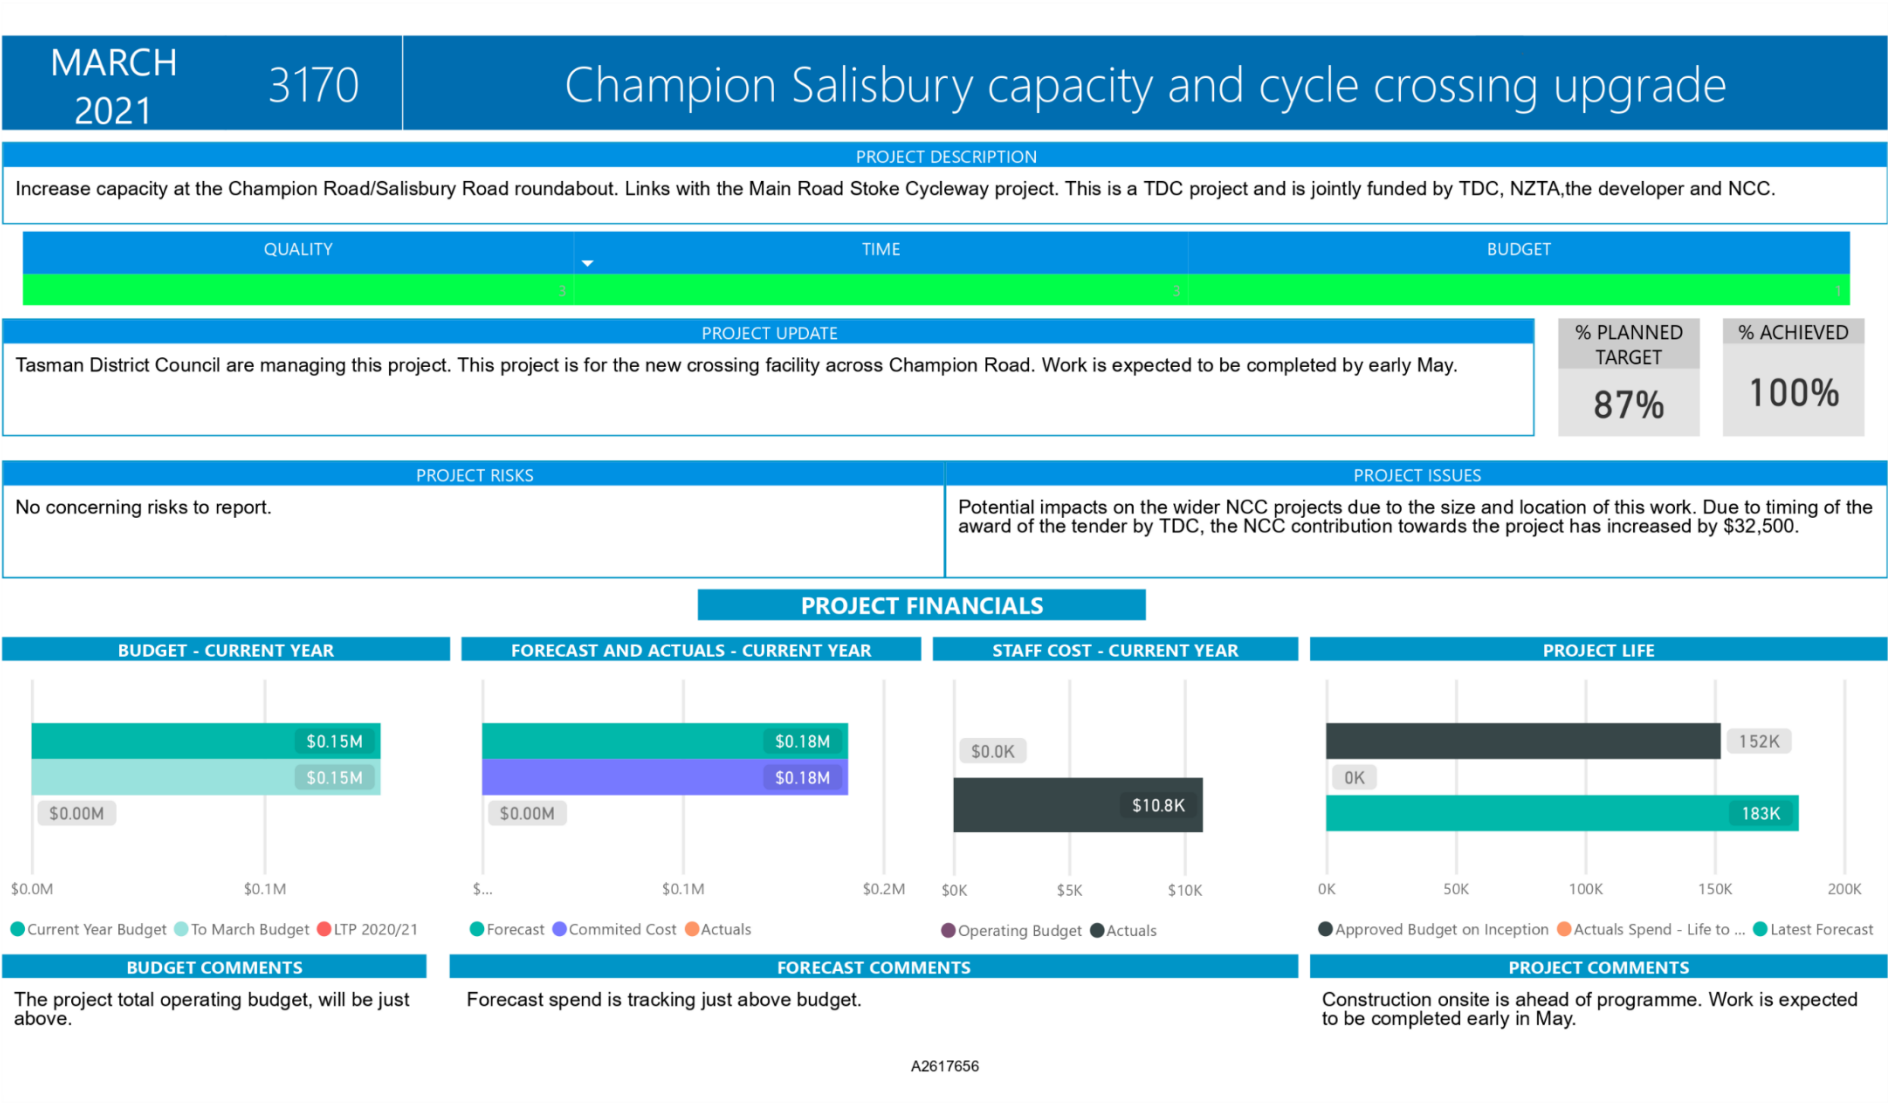 MARCH
2021
3170
Champion Salisbury capacity and cycle crossing upgrade
PROJECT DESCRIPTION
Increase capacity at the Champion Road/Salisbury Road roundabout. Links with the Main Road Stoke Cycleway project. This is a TDC project and is jointly funded by TDC, NZTA,the developer and NCC.
QUALITY TIME BUDGET
3 3 1
PROJECT UPDATE
Tasman District Council are managing this project. This project is for the new crossing facility across Champion Road. Work is expected to be completed by early May.
% PLANNED
TARGET
87%
% ACHIEVED
100%
PROJECT RISKS
No concerning risks to report.
PROJECT ISSUES
Potential impacts on the wider NCC projects due to the size and location of this work. Due to timing of the
award of the tender by TDC, the NCC contribution towards the project has increased by $32,500.
PROJECT FINANCIALS
BUDGET - CURRENT YEAR
$0.15M
$0.15M
$0.00M
$0.0M $0.1M
Current Year Budget To March Budget LTP 2020/21
FORECAST AND ACTUALS - CURRENT YEAR
$0.18M
$0.18M
$0.00M
$... $0.1M $0.2M
Forecast Commited Cost Actuals
STAFF COST - CURRENT YEAR
$0.0K
$10.8K
$0K $5K $10K
Operating Budget Actuals
PROJECT LIFE
152K
0K
183K
0K 50K 100K 150K 200K
Approved Budget on Inception Actuals Spend - Life to ... Latest Forecast
BUDGET COMMENTS
The project total operating budget, will be just
above.
FORECAST COMMENTS
Forecast spend is tracking just above budget.
PROJECT COMMENTS
Construction onsite is ahead of programme. Work is expected
to be completed early in May.
A2617656